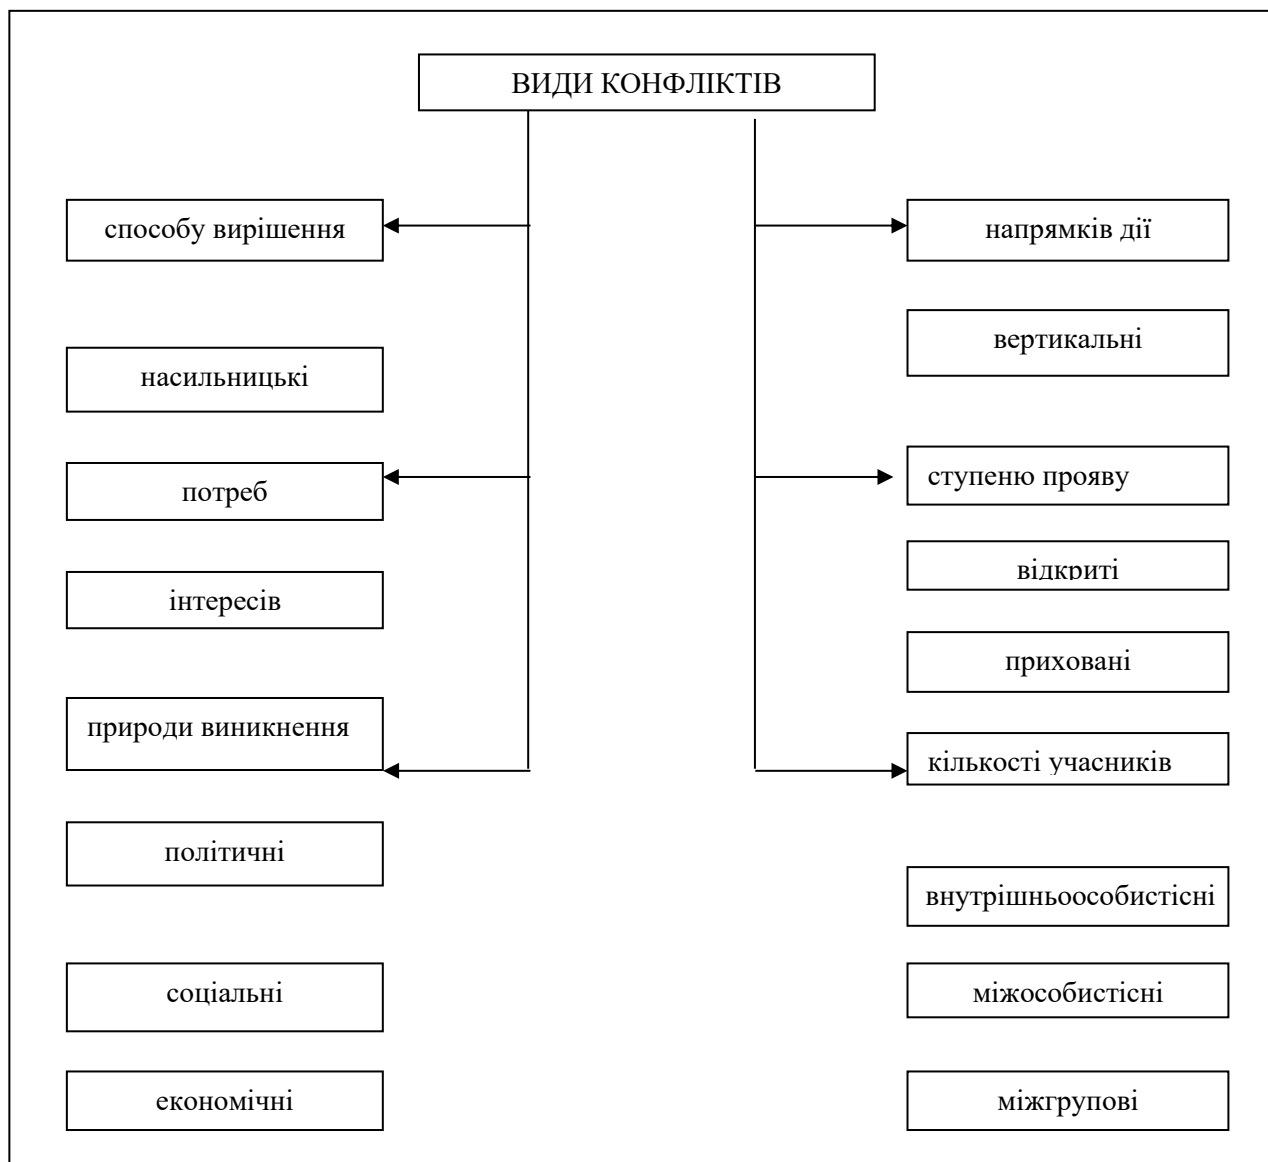 ВИДИ КОНФЛІКТІВ
способу вирішення
насильницькі
потреб
інтересів
природи виникнення
політичні
соціальні
економічні
напрямків дії
вертикальні
ступеню прояву
відкриті
приховані
кількості учасників
внутрішньоособистісні
міжособистісні
міжгрупові